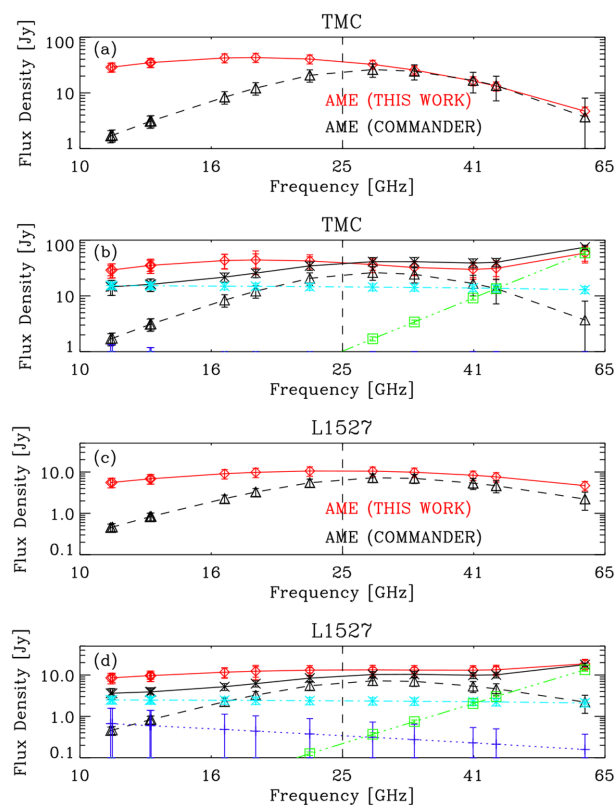 TMC
(a)
100
10
1
Flux Density [Jy]
AME (THIS WORK)
AME (COMMANDER)
10 16 25 41 65
Frequency [GHz]
TMC
(b)
100
10
1
Flux Density [Jy]
10 16 25 41 65
Frequency [GHz]
L1527
(c)
10.0
1.0
0.1
Flux Density [Jy]
AME (THIS WORK)
AME (COMMANDER)
10 16 25 41 65
Frequency [GHz]
L1527
(d)
10.0
1.0
0.1
Flux Density [Jy]
10 16 25 41 65
Frequency [GHz]